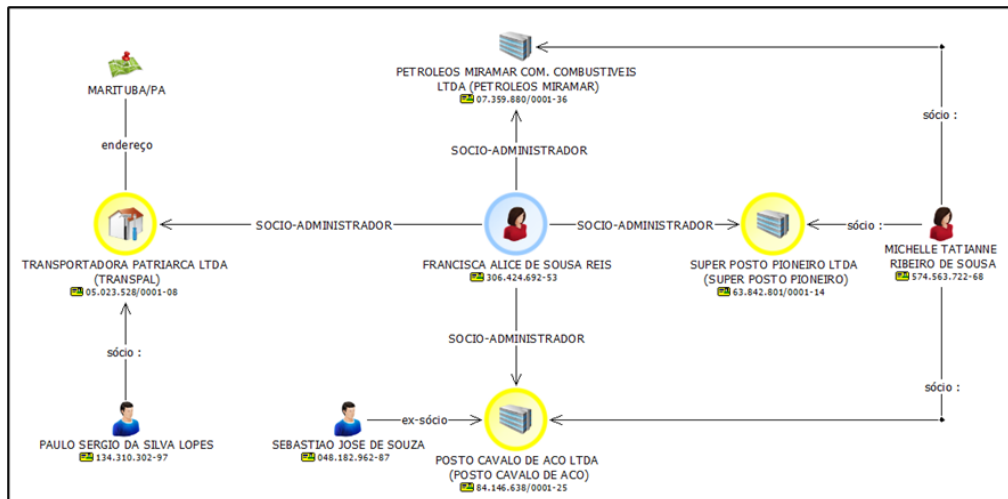 PETROLEOS MIRAMAR COM. COMBUSTIVEIS
LTDA (PETROLEOS MIRAMAR)
07.359.880/0001-36
MARITUBA/PA
sócio :
endereço
SOCIO-ADMINISTRADOR
SOCIO-ADMINISTRADOR
SOCIO-ADMINISTRADOR
sócio :
TRANSPORTADORA PATRIARCA LTDA
(TRANSPAL)
05.023.528/0001-08
FRANCISCA ALICE DE SOUSA REIS
306.424.692-53
SUPER POSTO PIONEIRO LTDA
(SUPER POSTO PIONEIRO)
63.842.801/0001-14
MICHELLE TATIANNE
RIBEIRO DE SOUSA
574.563.722-68
SOCIO-ADMINISTRADOR
sócio :
sócio :
ex-sócio
PAULO SERGIO DA SILVA LOPES
134.310.302-97
SEBASTIAO JOSE DE SOUZA
048.182.962-87
POSTO CAVALO DE ACO LTDA
(POSTO CAVALO DE ACO)
84.146.638/0001-25